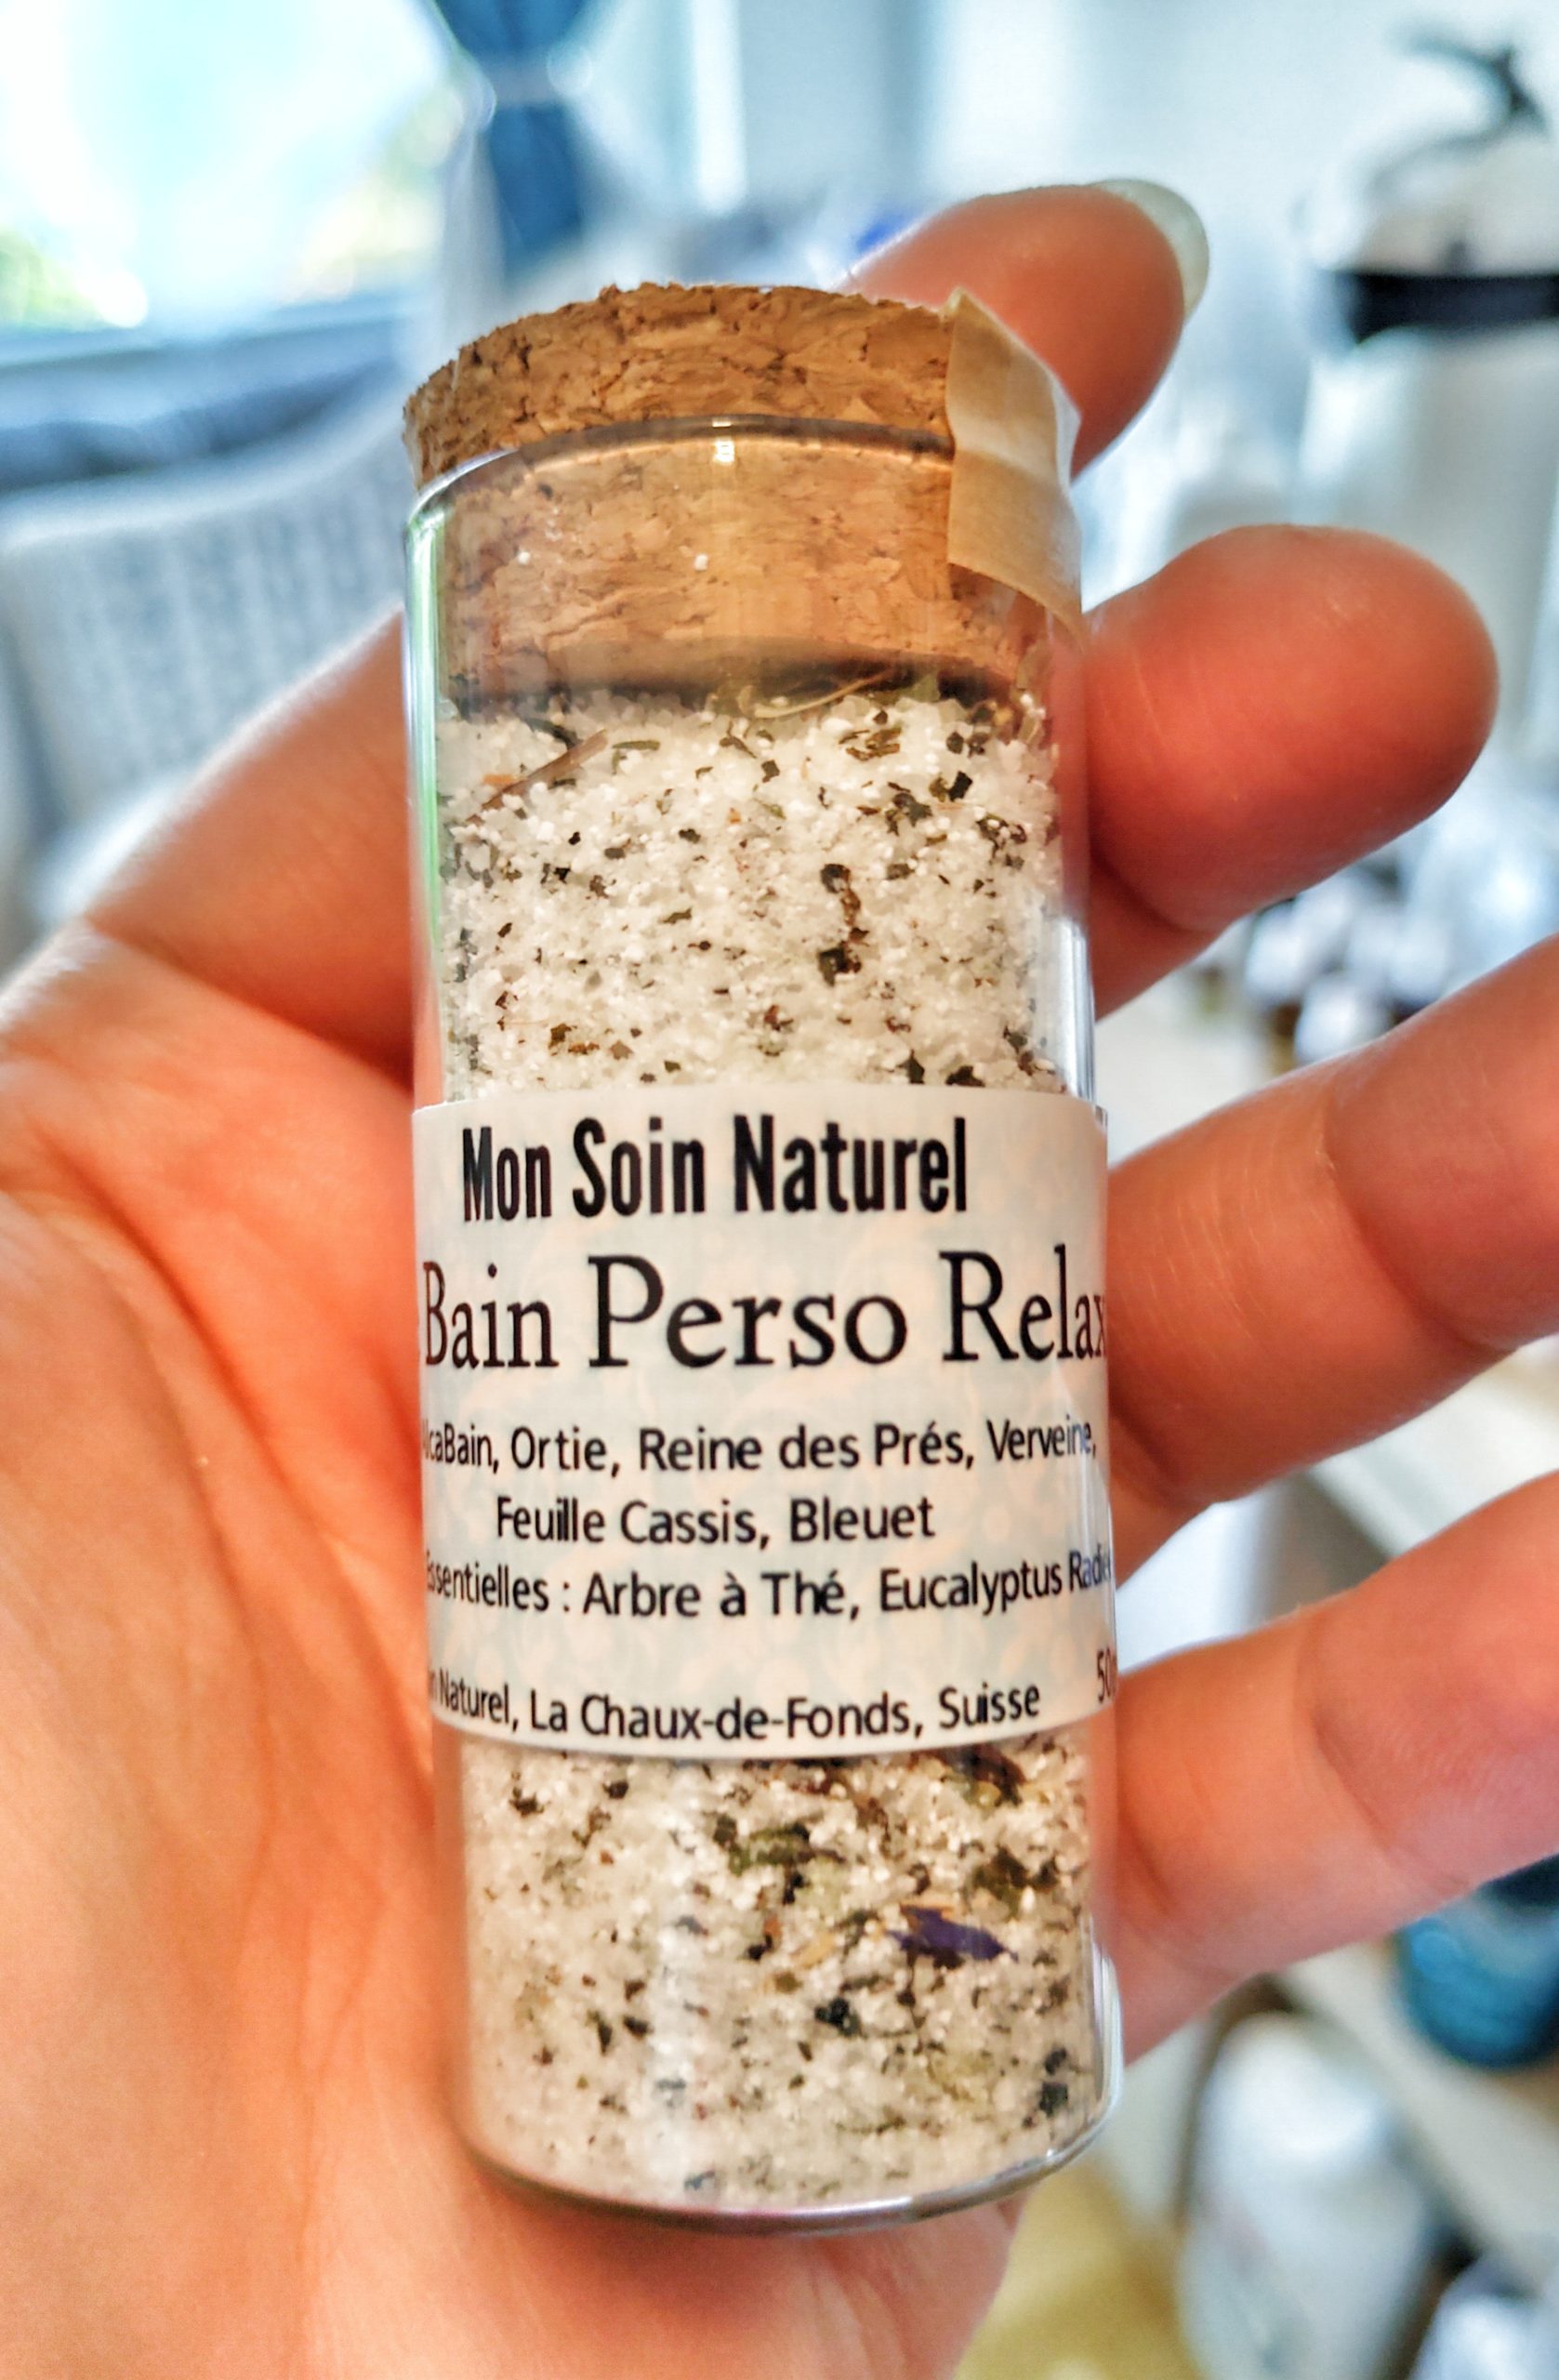 Mon Soin Naturel
Bain Perso Relax
Ortie, Reine des Prés, Verveine,
Feuille Cassis, Bleuet
Essentielles : Arbre à Thé, Eucalyptus
Naturel, La Chaux-de-Fonds, Suisse